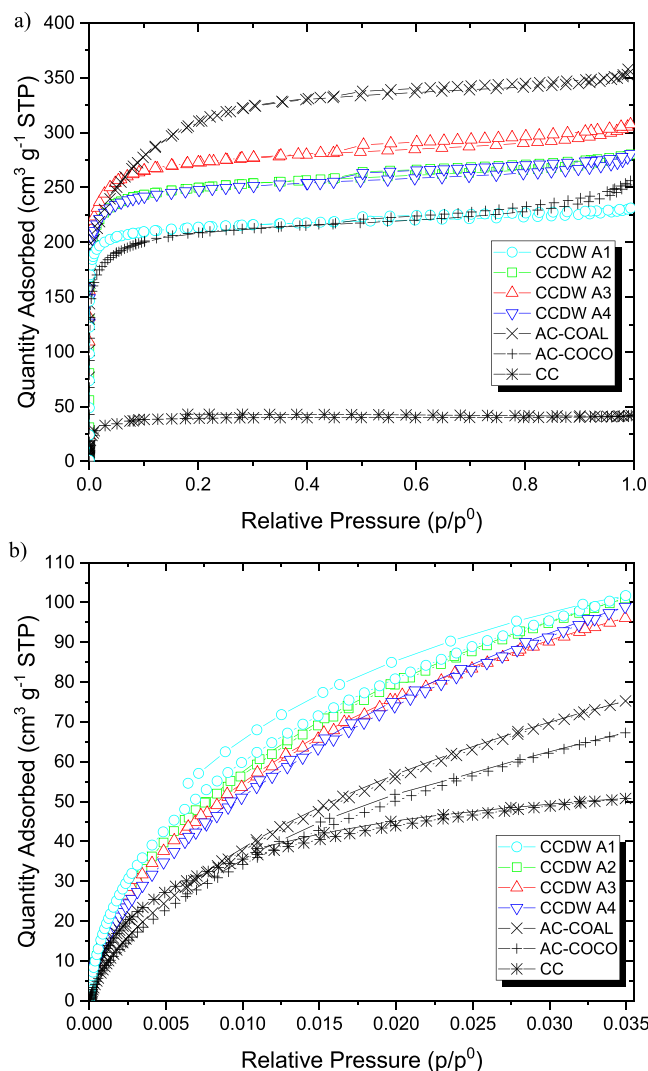 a)
400
350
300
250
200
150
100
50
0
Quantity Adsorbed (cm³ g⁻¹ STP)
CCDW A1
CCDW A2
CCDW A3
CCDW A4
AC-COAL
AC-COCO
CC
0.0 0.2 0.4 0.6 0.8 1.0
Relative Pressure (p/p⁰)
b)
110
100
90
80
70
60
50
40
30
20
10
0
Quantity Adsorbed (cm³ g⁻¹ STP)
CCDW A1
CCDW A2
CCDW A3
CCDW A4
AC-COAL
AC-COCO
CC
0.000 0.005 0.010 0.015 0.020 0.025 0.030 0.035
Relative Pressure (p/p⁰)